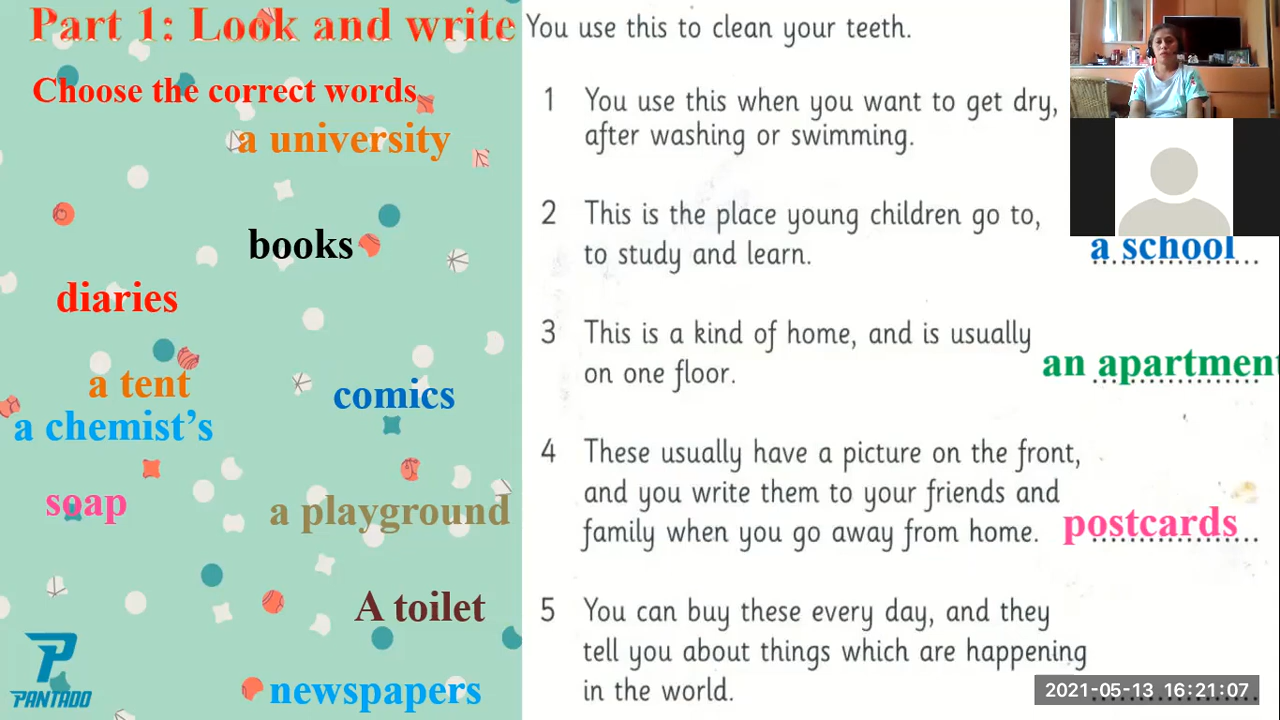 Part 1: Look and write
Choose the correct words.
a university
books
diaries
a tent
comics
a chemist's
soap
a playground
A toilet
newspapers
PANTADO
You use this to clean your teeth.
1 You use this when you want to get dry,
after washing or swimming.
2 This is the place young children go to,
to study and learn.
a school
3 This is a kind of home, and is usually
on one floor.
an apartment
4 These usually have a picture on the front,
and you write them to your friends and
family when you go away from home.
postcards
5 You can buy these every day, and they
tell you about things which are happening
in the world.
2021-05-13 16:21:07